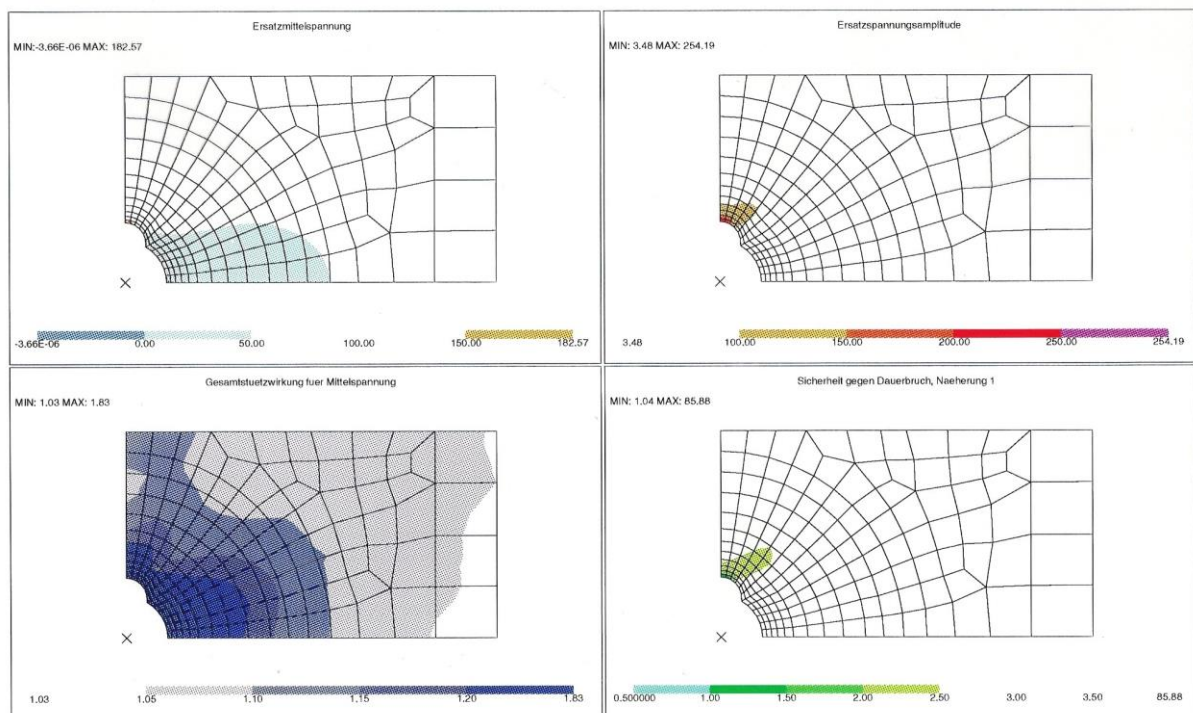 Ersatzmittelspannung
MIN:-3.66E-06 MAX: 182.57
-3.66E-06 0.00 50.00 100.00 150.00 182.57
Ersatzspannungsamplitude
MIN: 3.48 MAX: 254.19
3.48 100.00 150.00 200.00 250.00 254.19
Gesamtstuetzwirkung fuer Mittelspannung
MIN: 1.03 MAX: 1.83
1.03 1.05 1.10 1.15 1.20 1.83
Sicherheit gegen Dauerbruch, Naeherung 1
MIN: 1.04 MAX: 85.88
0.500000 1.00 1.50 2.00 2.50 3.00 3.50 85.88